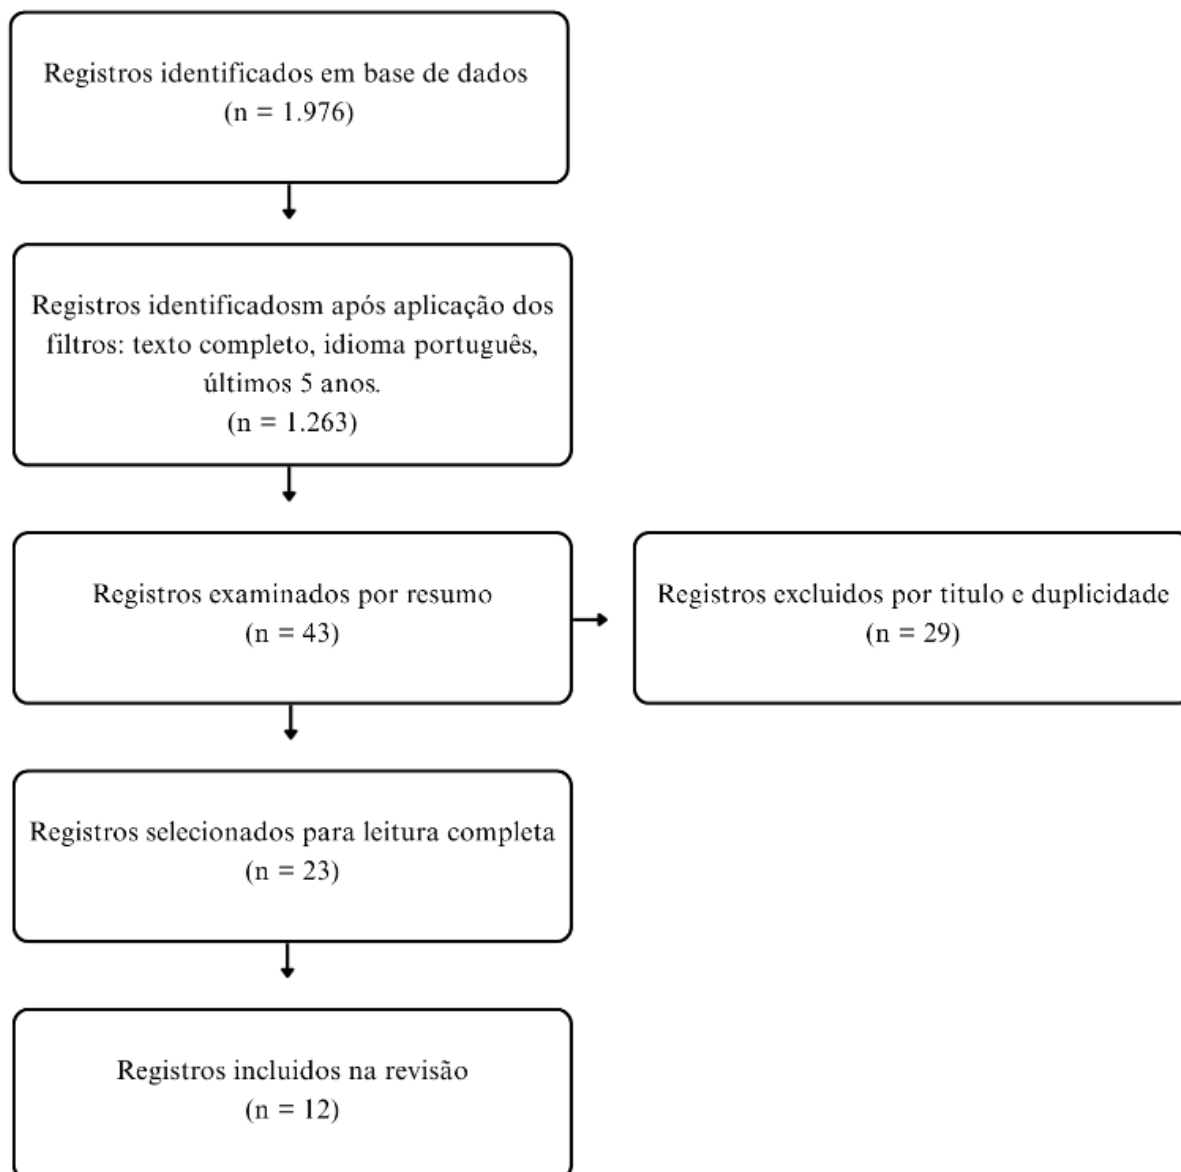 Registros identificados em base de dados
(n = 1.976)
Registros identificadosm após aplicação dos
filtros: texto completo, idioma português,
últimos 5 anos.
(n = 1.263)
Registros examinados por resumo
(n = 43)
Registros excluidos por titulo e duplicidade
(n = 29)
Registros selecionados para leitura completa
(n = 23)
Registros incluidos na revisão
(n = 12)